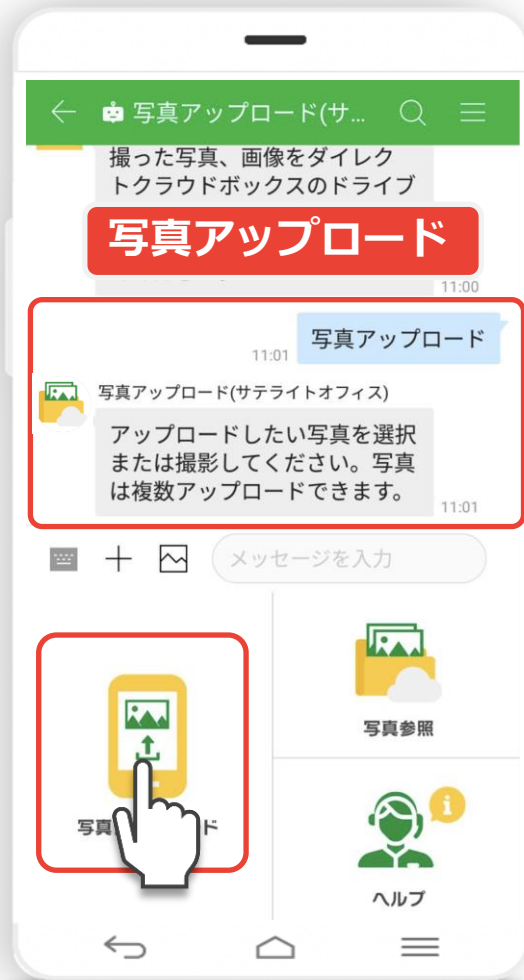 写真アップロード(サ...
撮った写真、画像をダイレク
トクラウドボックスのドライブ
写真アップロード
11:00
写真アップロード
11:01
写真アップロード(サテライトオフィス)
アップロードしたい写真を選択
または撮影してください。写真
は複数アップロードできます。
11:01
メッセージを入力
写真参照
写真 ド
ヘルプ